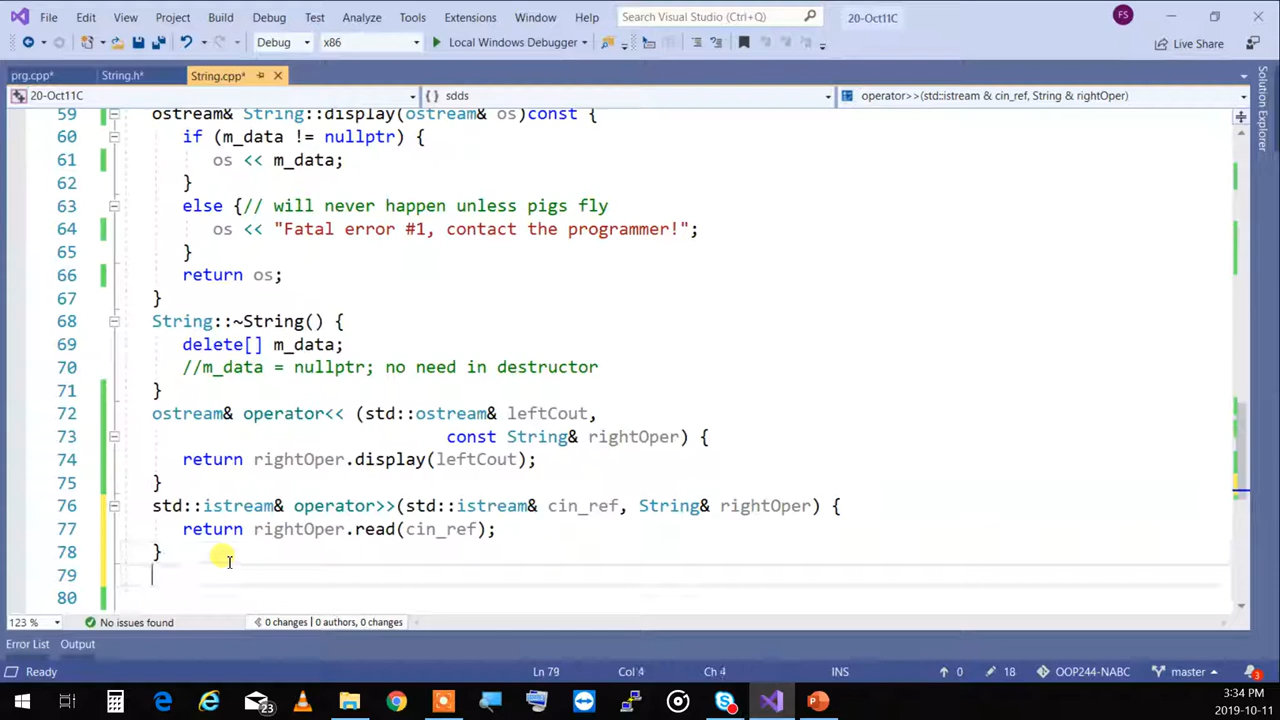 File Edit View Project Build Debug Test Analyze Tools Extensions Window Help Search Visual Studio (Ctrl+Q) 20-Oct11C FS
Debug x86 Local Windows Debugger Live Share
prg.cpp* String.h* String.cpp*
20-Oct11C sdds operator>>(std::istream & cin_ref, String & rightOper)
Solution Explorer
59 ostream& String::display(ostream& os)const {
60 if (m_data != nullptr) {
61 os << m_data;
62 }
63 else {// will never happen unless pigs fly
64 os << "Fatal error #1, contact the programmer!";
65 }
66 return os;
67 }
68 String::~String() {
69 delete[] m_data;
70 //m_data = nullptr; no need in destructor
71 }
72 ostream& operator<< (std::ostream& leftCout,
73 const String& rightOper) {
74 return rightOper.display(leftCout);
75 }
76 std::istream& operator>>(std::istream& cin_ref, String& rightOper) {
77 return rightOper.read(cin_ref);
78 }
79
80
123 % No issues found 0 changes | 0 authors, 0 changes
Error List Output
Ready Ln 79 Col 4 Ch 4 INS 0 18 OOP244-NABC master 3
23
3:34 PM
2019-10-11